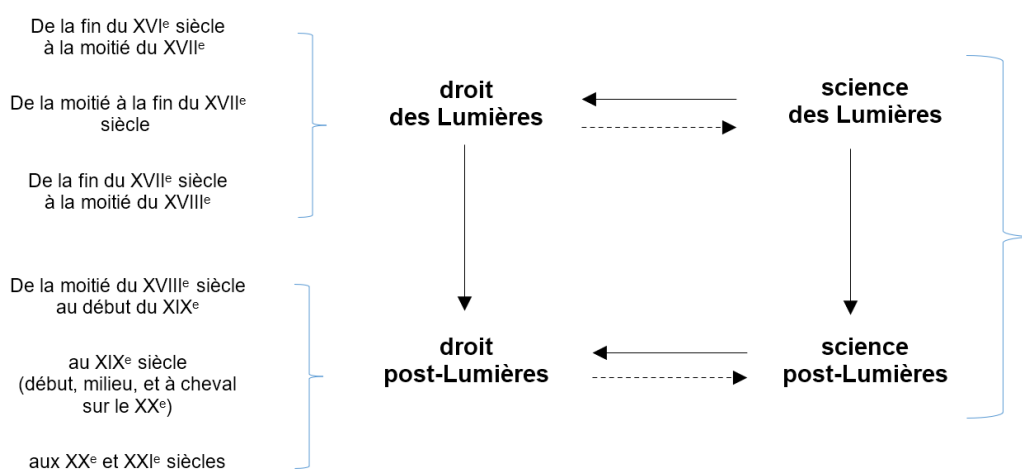 De la fin du XVIᵉ siècle
à la moitié du XVIIᵉ
De la moitié à la fin du XVIIᵉ
siècle
De la fin du XVIIᵉ siècle
à la moitié du XVIIIᵉ
droit
des Lumières
science
des Lumières
De la moitié du XVIIIᵉ siècle
au début du XIXᵉ
au XIXᵉ siècle
(début, milieu, et à cheval
sur le XXᵉ)
aux XXᵉ et XXIᵉ siècles
droit
post-Lumières
science
post-Lumières